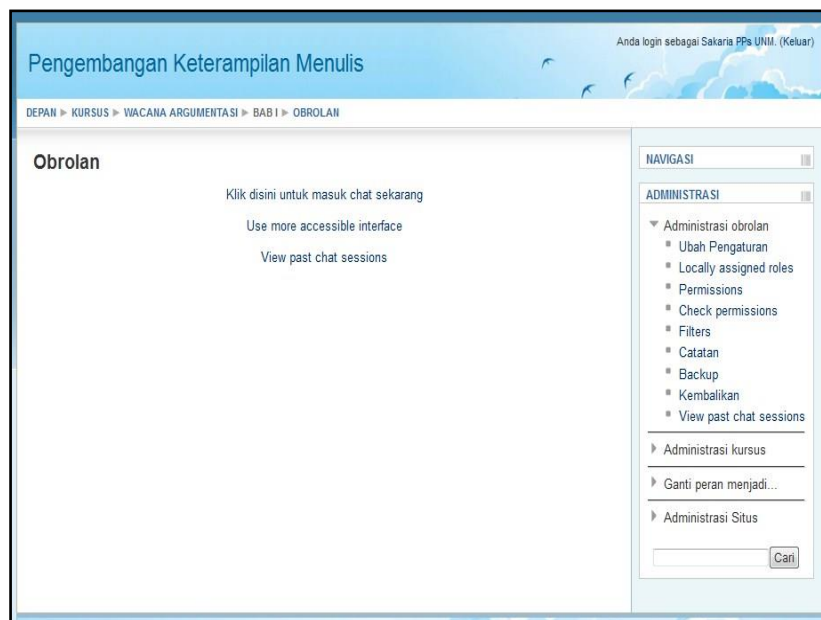 Anda login sebagai Sakaria PPs UNM. (Keluar)
Pengembangan Keterampilan Menulis
DEPAN ► KURSUS ► WACANA ARGUMENTASI ► BAB I ► OBROLAN
Obrolan
Klik disini untuk masuk chat sekarang
Use more accessible interface
View past chat sessions
NAVIGASI
ADMINISTRASI
Administrasi obrolan
Ubah Pengaturan
Locally assigned roles
Permissions
Check permissions
Filters
Catatan
Backup
Kembalikan
View past chat sessions
Administrasi kursus
Ganti peran menjadi...
Administrasi Situs
Cari